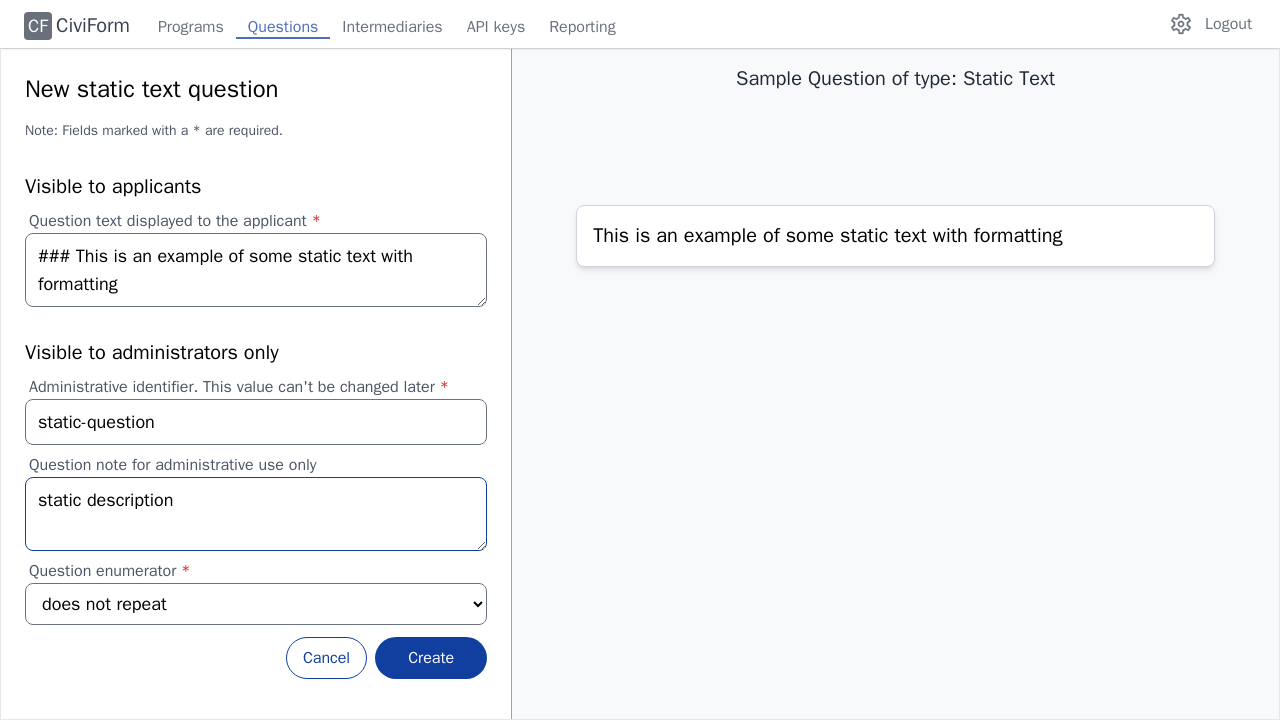 CF CiviForm Programs Questions Intermediaries API keys Reporting Logout
New static text question
Note: Fields marked with a * are required.
Visible to applicants
Question text displayed to the applicant *
### This is an example of some static text with
formatting
Visible to administrators only
Administrative identifier. This value can't be changed later *
static-question
Question note for administrative use only
static description
Question enumerator *
does not repeat
Cancel Create
Sample Question of type: Static Text
This is an example of some static text with formatting